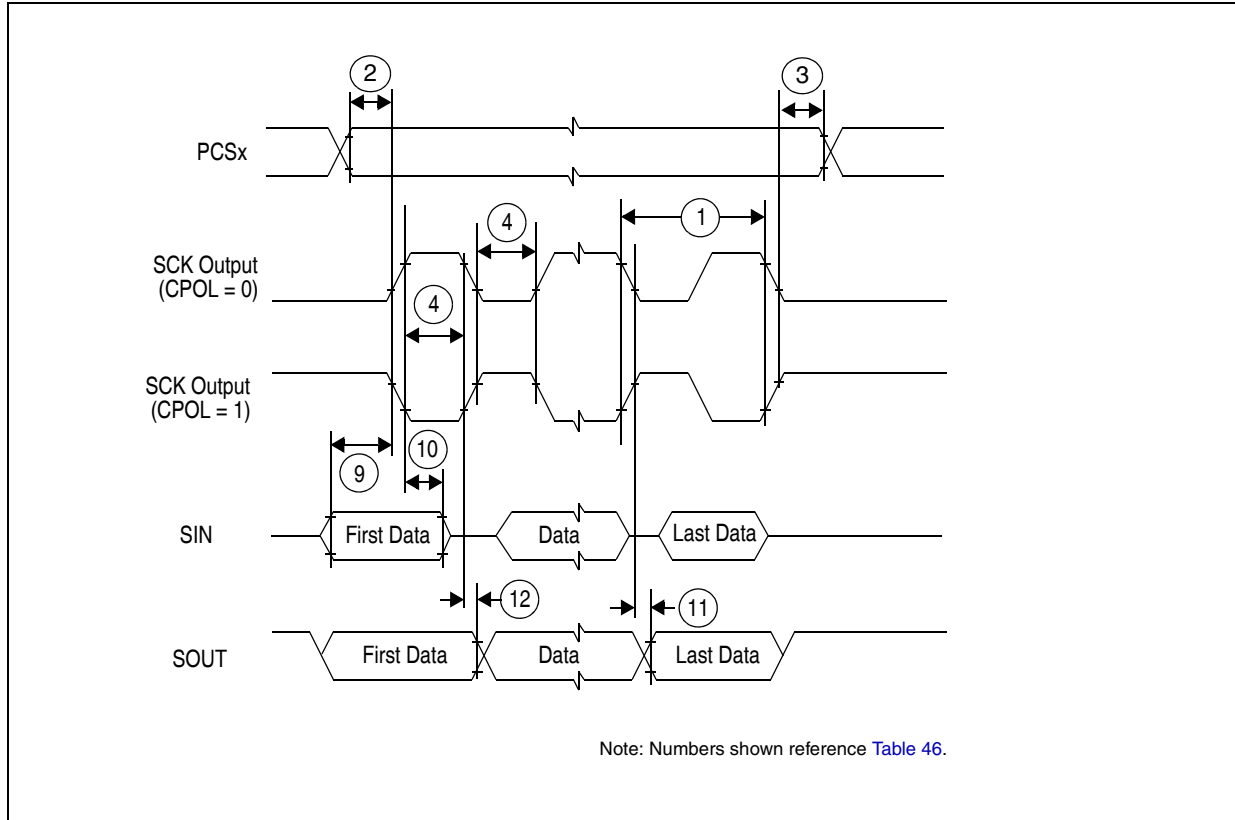 2
3
PCSx
1
4
SCK Output
(CPOL = 0)
4
SCK Output
(CPOL = 1)
10
9
SIN
First Data
Data
Last Data
12
11
SOUT
First Data
Data
Last Data
Note: Numbers shown reference Table 46.